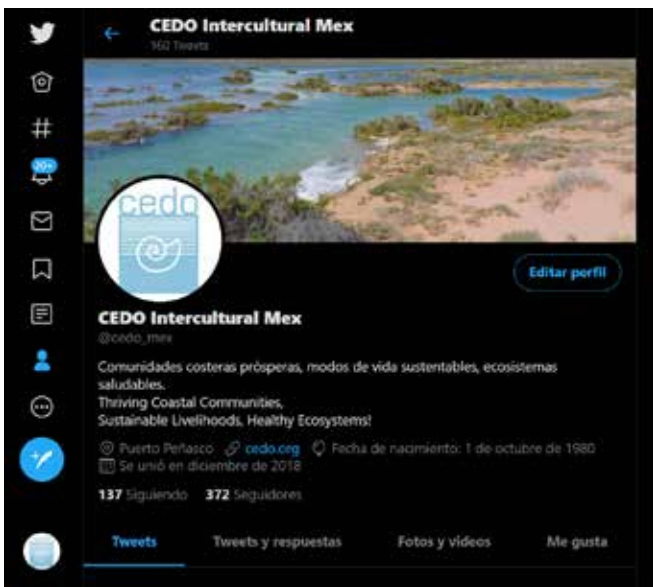 CEDO Intercultural Mex
160 Tweets
20+
cedo
Editar perfil
CEDO Intercultural Mex
@cedo_mex
Comunidades costeras prósperas, modos de vida sustentables, ecosistemas
saludables.
Thriving Coastal Communities,
Sustainable Livelihoods, Healthy Ecosystems!
Puerto Peñasco cedo.org Fecha de nacimiento: 1 de octubre de 1980
Se unió en diciembre de 2018
137 Siguiendo 372 Seguidores
Tweets Tweets y respuestas Fotos y videos Me gusta